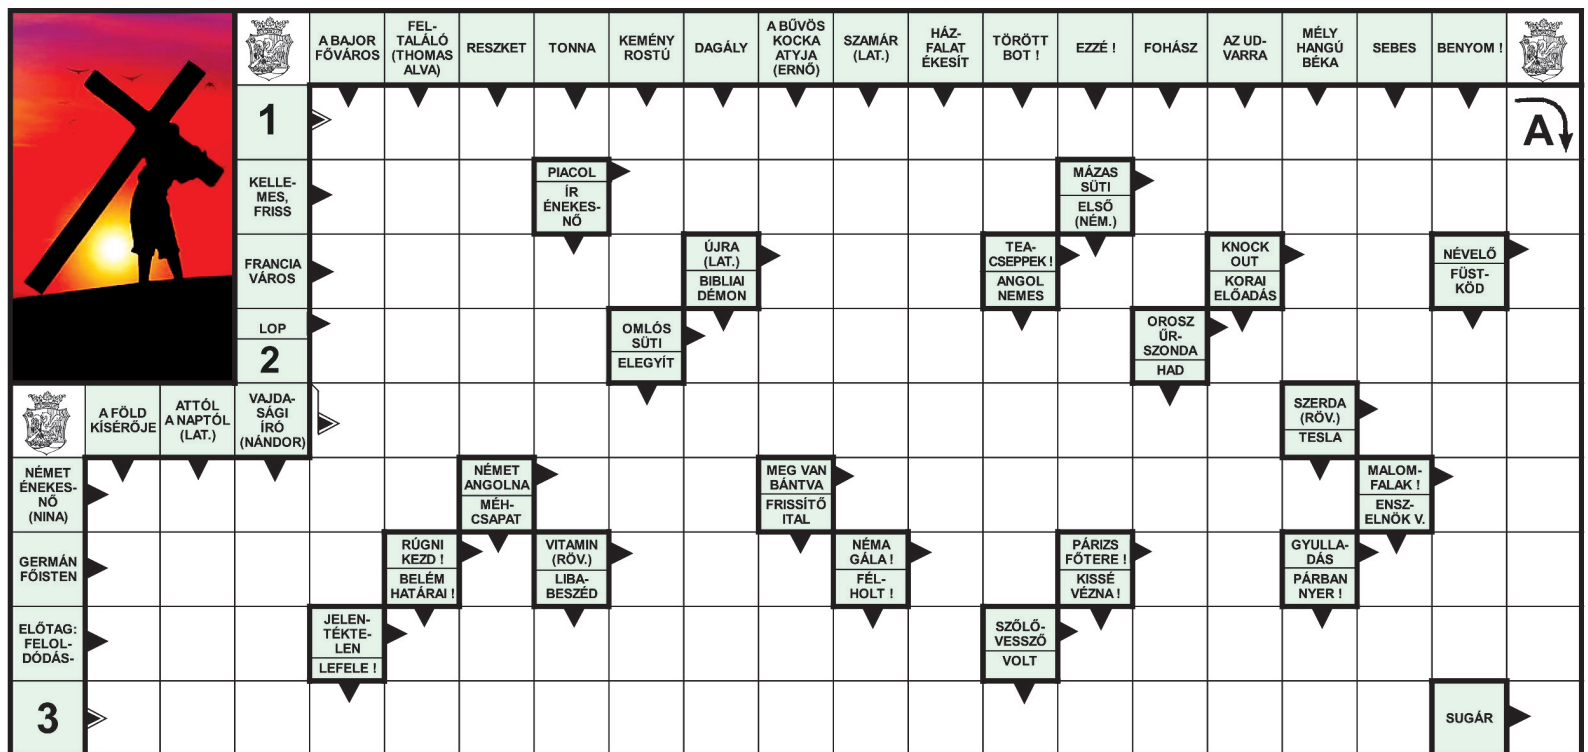 A BAJOR
FŐVÁROS
FEL-
TALÁLÓ
(THOMAS
ALVA)
RESZKET
TONNA
KEMÉNY
ROSTÚ
DAGÁLY
A BŰVÖS
KOCKA
ATYJA
(ERNŐ)
SZAMÁR
(LAT.)
HÁZ-
FALAT
ÉKESÍT
TÖRÖTT
BOT !
EZZÉ !
FOHÁSZ
AZ UD-
VARRA
MÉLY
HANGÚ
BÉKA
SEBES
BENYOM !
1
A
KELLE-
MES,
FRISS
PIACOL
ÍR
ÉNEKES-
NŐ
MÁZAS
SÜTI
ELSŐ
(NÉM.)
FRANCIA
VÁROS
ÚJRA
(LAT.)
BIBLIAI
DÉMON
TEA-
CSEPPEK !
ANGOL
NEMES
KNOCK
OUT
KORAI
ELŐADÁS
NÉVELŐ
FÜST-
KÖD
LOP
2
OMLÓS
SÜTI
ELEGYÍT
OROSZ
ŰR-
SZONDA
HAD
A FÖLD
KÍSÉRŐJE
ATTÓL
A NAPTÓL
(LAT.)
VAJDA-
SÁGI
ÍRÓ
(NÁNDOR)
SZERDA
(RÖV.)
TESLA
NÉMET
ÉNEKES-
NŐ
(NINA)
NÉMET
ANGOLNA
MÉH-
CSAPAT
MEG VAN
BÁNTVA
FRISSÍTŐ
ITAL
MALOM-
FALAK !
ENSZ-
ELNÖK V.
GERMÁN
FŐISTEN
RÚGNI
KEZD !
BELÉM
HATÁRAI !
VITAMIN
(RÖV.)
LIBA-
BESZÉD
NÉMA
GÁLA !
FÉL-
HOLT !
PÁRIZS
FŐTERE !
KISSÉ
VÉZNA !
GYULLA-
DÁS
PÁRBAN
NYER !
ELŐTAG:
FELOL-
DÓDÁS-
JELEN-
TÉKTE-
LEN
LEFELE !
SZŐLŐ-
VESSZŐ
VOLT
3
SUGÁR